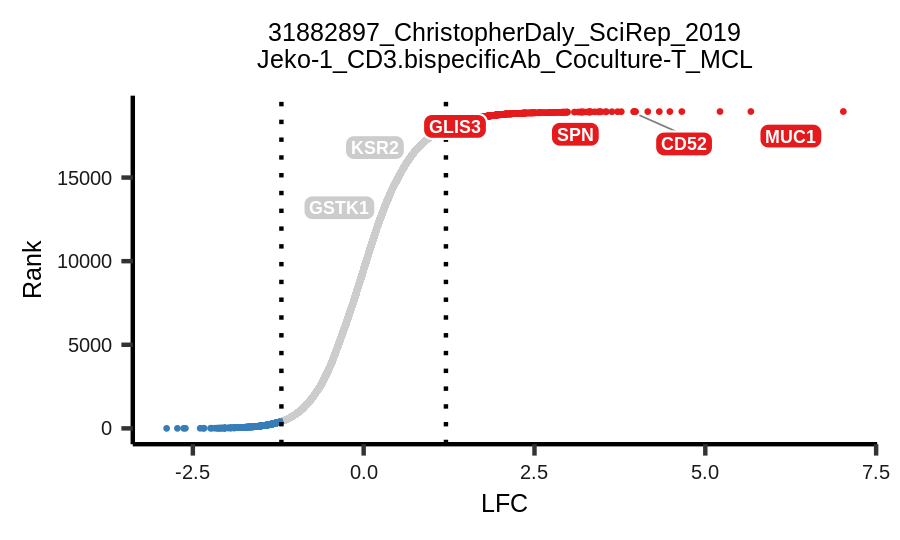 31882897_ChristopherDaly_SciRep_2019
Jeko-1_CD3.bispecificAb_Coculture-T_MCL
GLIS3
SPN
MUC1
CD52
KSR2
GSTK1
15000
10000
5000
0
Rank
-2.5
0.0
2.5
5.0
7.5
LFC